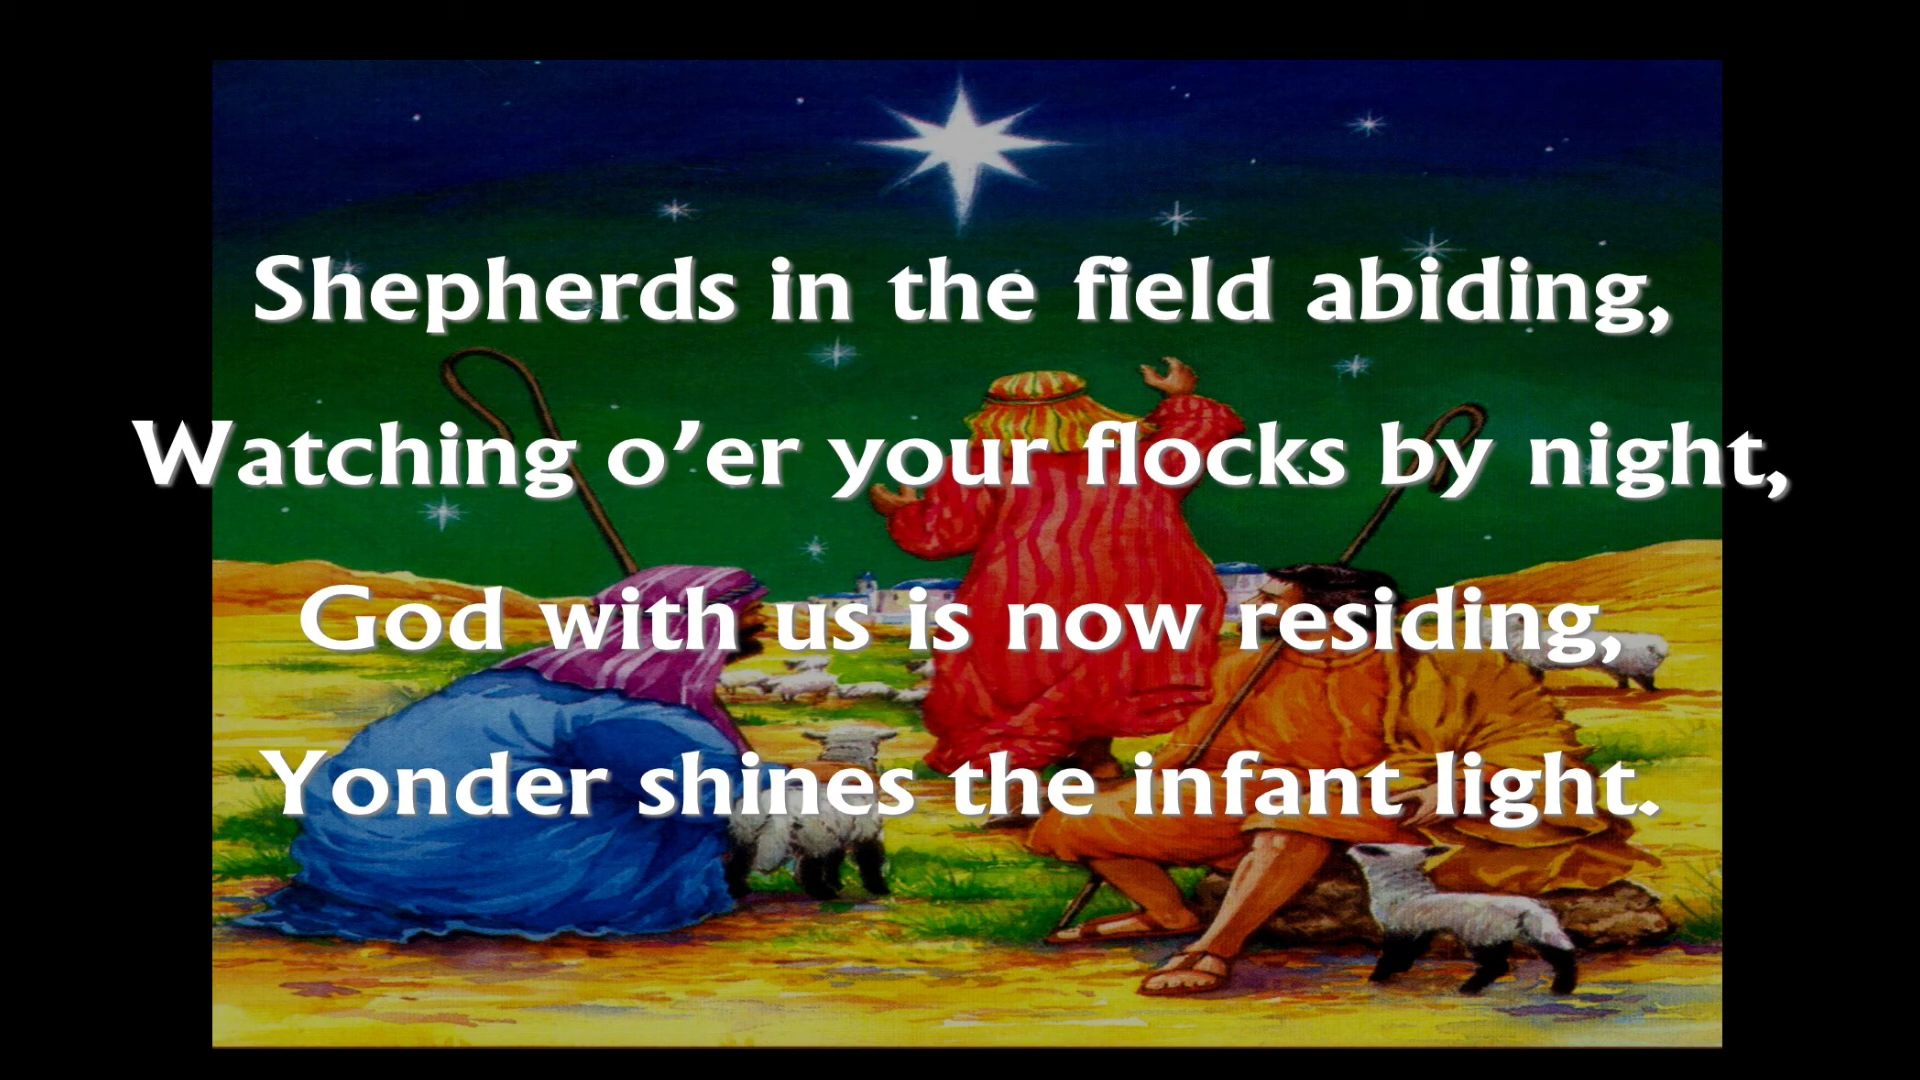 Shepherds in the field abiding,
Watching o’er your flocks by night,
God with us is now residing,
Yonder shines the infant light.